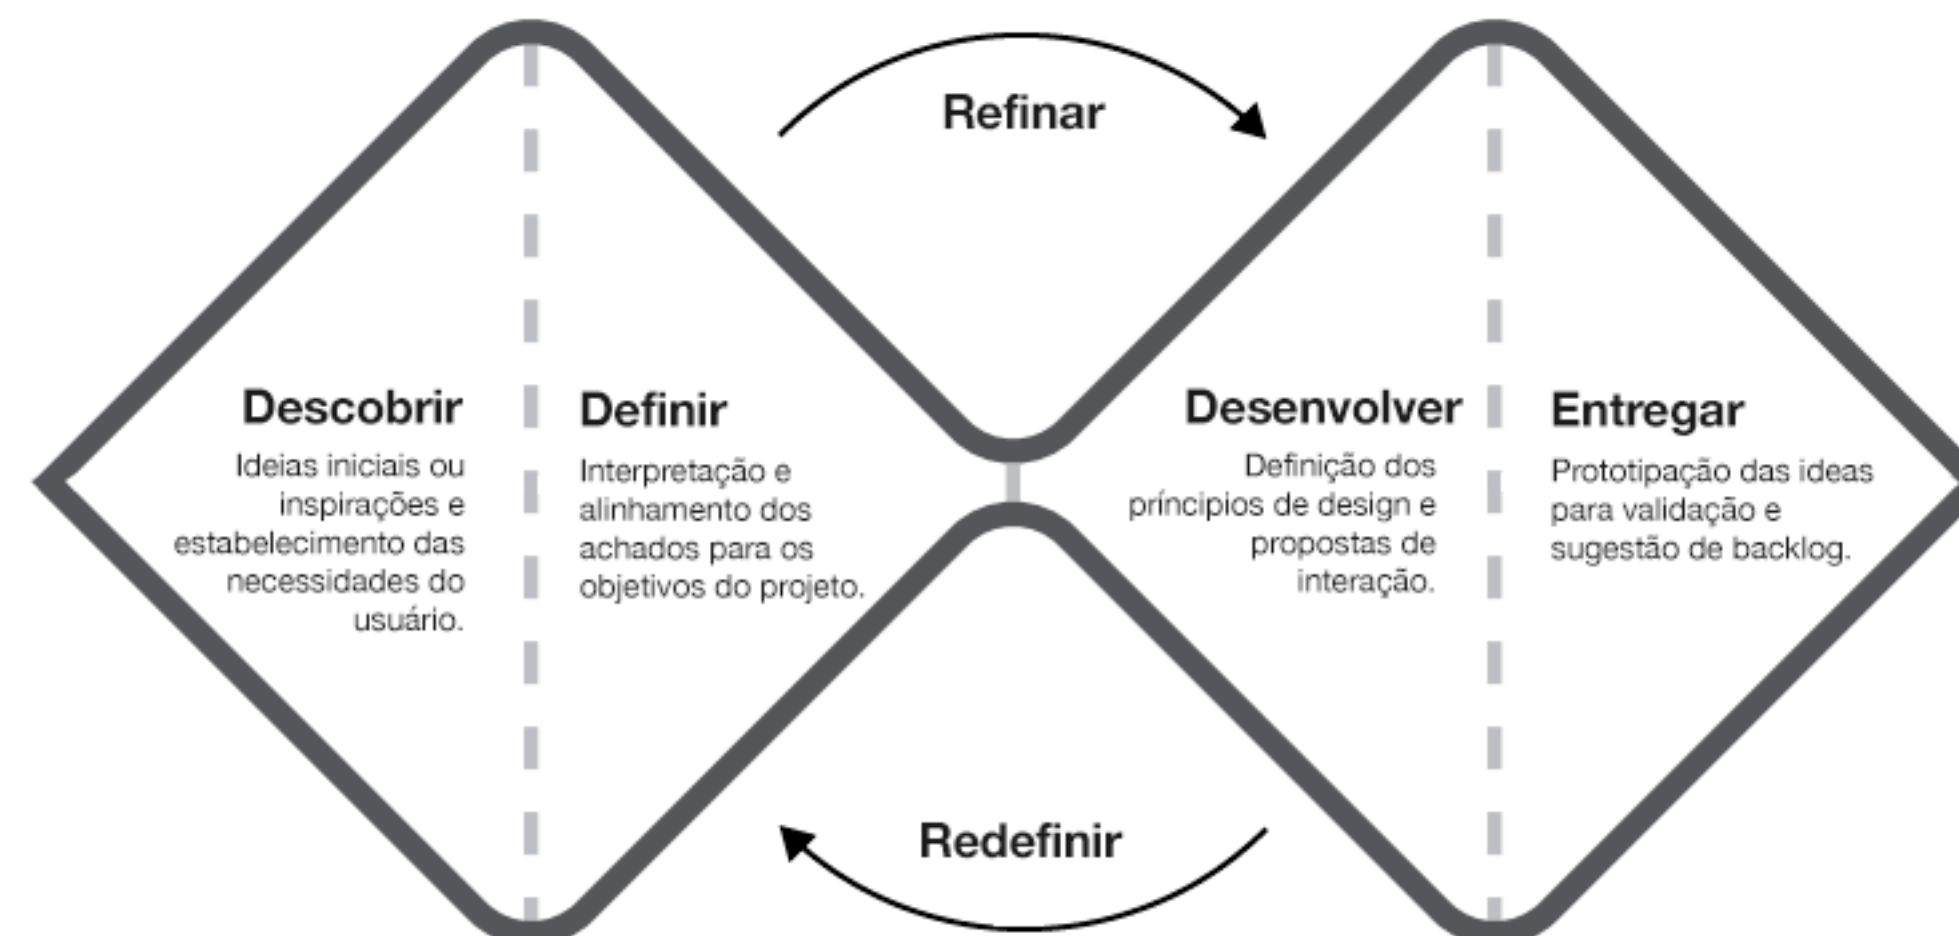 Refinar
Descobrir
Ideias iniciais ou
inspirações e
estabelecimento das
necessidades do
usuário.
Definir
Interpretação e
alinhamento dos
achados para os
objetivos do projeto.
Desenvolver
Definição dos
príncipios de design e
propostas de
interação.
Entregar
Prototipação das ideas
para validação e
sugestão de backlog.
Redefinir